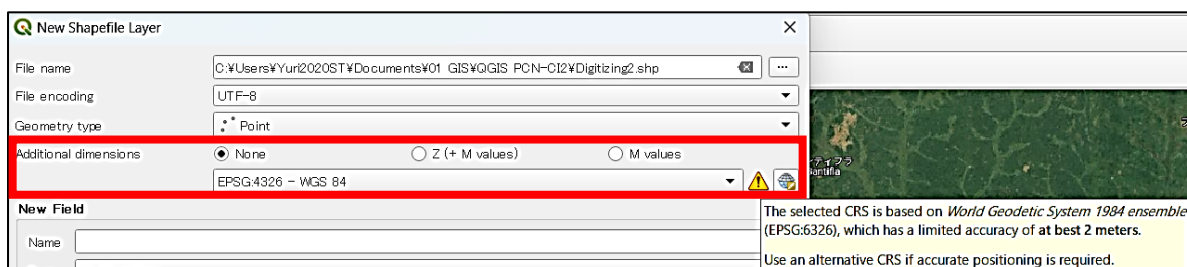 New Shapefile Layer
File name
C:¥Users¥Yuri2020ST¥Documents¥01 GIS¥QGIS PCN-CI2¥Digitizing2.shp
...
File encoding
UTF-8
Geometry type
Point
Additional dimensions
None
Z (+ M values)
M values
EPSG:4326 - WGS 84
New Field
Name
The selected CRS is based on World Geodetic System 1984 ensemble
(EPSG:6326), which has a limited accuracy of at best 2 meters.
Use an alternative CRS if accurate positioning is required.